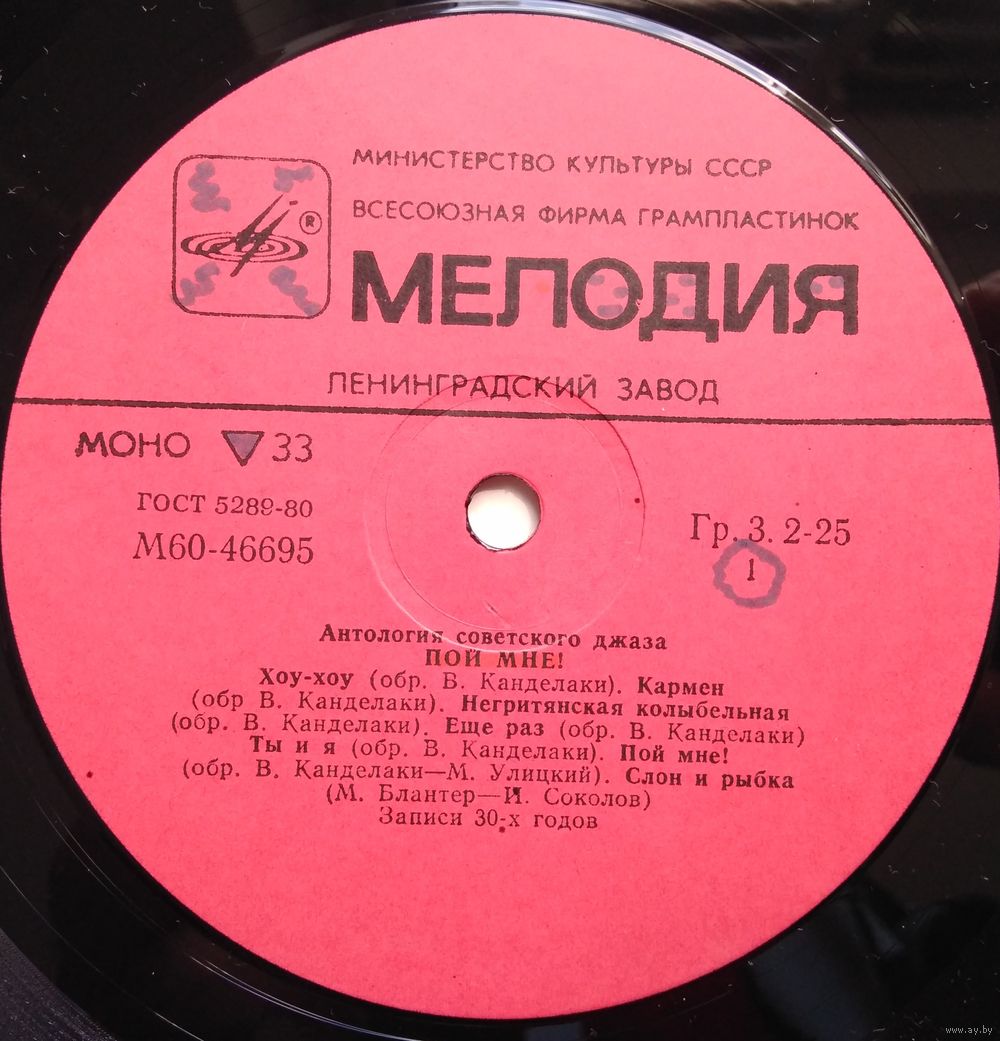 МИНИСТЕРСТВО КУЛЬТУРЫ СССР
ВСЕСОЮЗНАЯ ФИРМА ГРАМПЛАСТИНОК
®
МЕЛОДИЯ
ЛЕНИНГРАДСКИЙ ЗАВОД
МОНО ▽ 33
ГОСТ 5289-80
М60-46695
Гр. 3. 2-25
1
Антология советского джаза
ПОЙ МНЕ!
Хоу-хоу (обр. В. Канделаки). Кармен
(обр В. Канделаки). Негритянская колыбельная
(обр. В. Канделаки). Еще раз (обр. В. Канделаки)
Ты и я (обр. В. Канделаки). Пой мне!
(обр. В. Канделаки—М. Улицкий). Слон и рыбка
(М. Блантер—И. Соколов)
Записи 30-х годов
www.ay.by